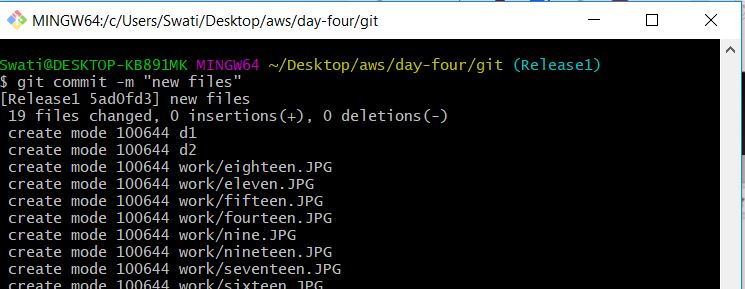 MINGW64:/c/Users/Swati/Desktop/aws/day-four/git
Swati@DESKTOP-KB891MK MINGW64 ~/Desktop/aws/day-four/git (Release1)
$ git commit -m "new files"
[Release1 5ad0fd3] new files
 19 files changed, 0 insertions(+), 0 deletions(-)
 create mode 100644 d1
 create mode 100644 d2
 create mode 100644 work/eighteen.JPG
 create mode 100644 work/eleven.JPG
 create mode 100644 work/fifteen.JPG
 create mode 100644 work/fourteen.JPG
 create mode 100644 work/nine.JPG
 create mode 100644 work/nineteen.JPG
 create mode 100644 work/seventeen.JPG
 create mode 100644 work/sixteen.JPG